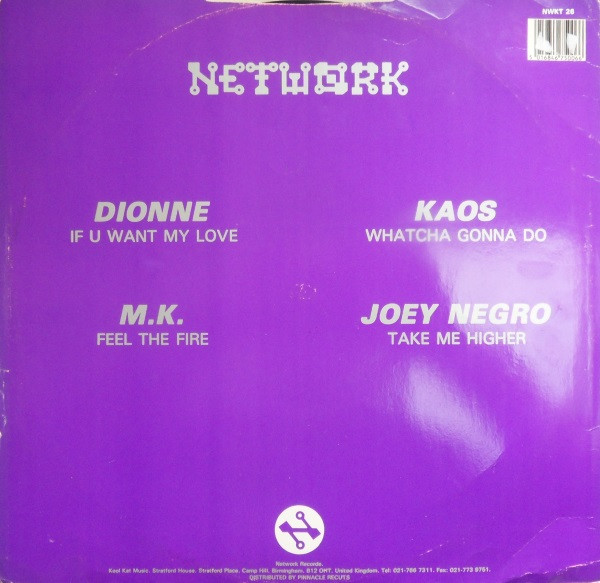 NWKT 26
NETWORK
DIONNE
IF U WANT MY LOVE
KAOS
WHATCHA GONNA DO
M.K.
FEEL THE FIRE
JOEY NEGRO
TAKE ME HIGHER
Network Records.
Kool Kat Music. Stratford House. Stratford Place. Camp Hill. Birmingham. B12 OHT. United Kingdom. Tel: 021-766 7311. Fax: 021-773 9761.
DISTRIBUTED BY PINNACLE RECUTS